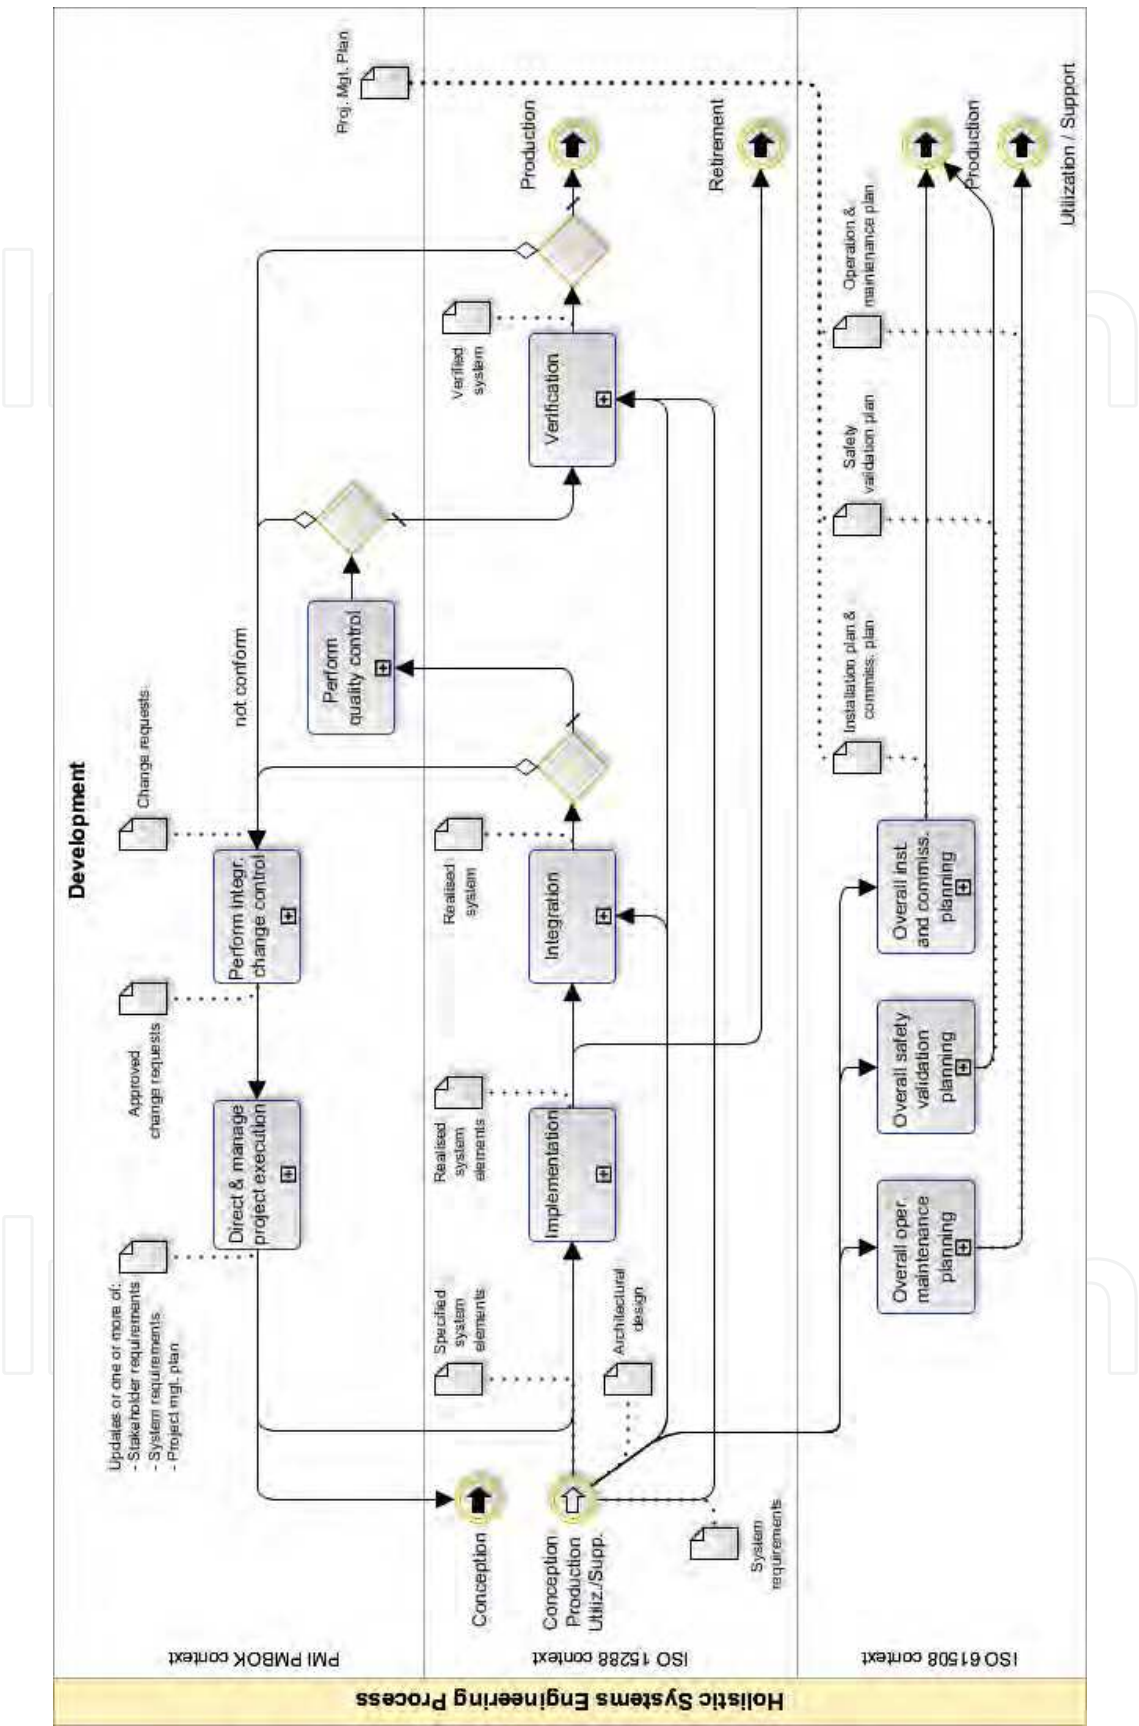 Holistic Systems Engineering Process
Development
PMI PMBOK context
Updates or one or more of:
- Stakeholder requirements
- System requirements
- Project mgt. plan
Direct & manage
project execution
Approved
change requests
Perform integr.
change control
Change requests
not conform
Perform
quality control
Proj. Mgt. Plan
ISO 15288 context
Conception
Conception
Production
Utiliz./Supp.
Specified
system
elements
Architectural
design
System
requirements
Implementation
Realised
system
elements
Integration
Realised
system
Verification
Verified
system
Production
Retirement
ISO 61508 context
Overall oper.
maintenance
planning
Overall safety
validation
planning
Overall inst.
and commiss.
planning
Installation plan &
commiss. plan
Safety
validation plan
Operation &
maintenance plan
Production
Utilization / Support